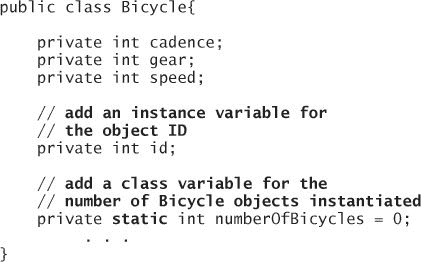 public class Bicycle{
private int cadence;
private int gear;
private int speed;
// add an instance variable for
// the object ID
private int id;
// add a class variable for the
// number of Bicycle objects instantiated
private static int numberOfBicycles = 0;
. . .
}